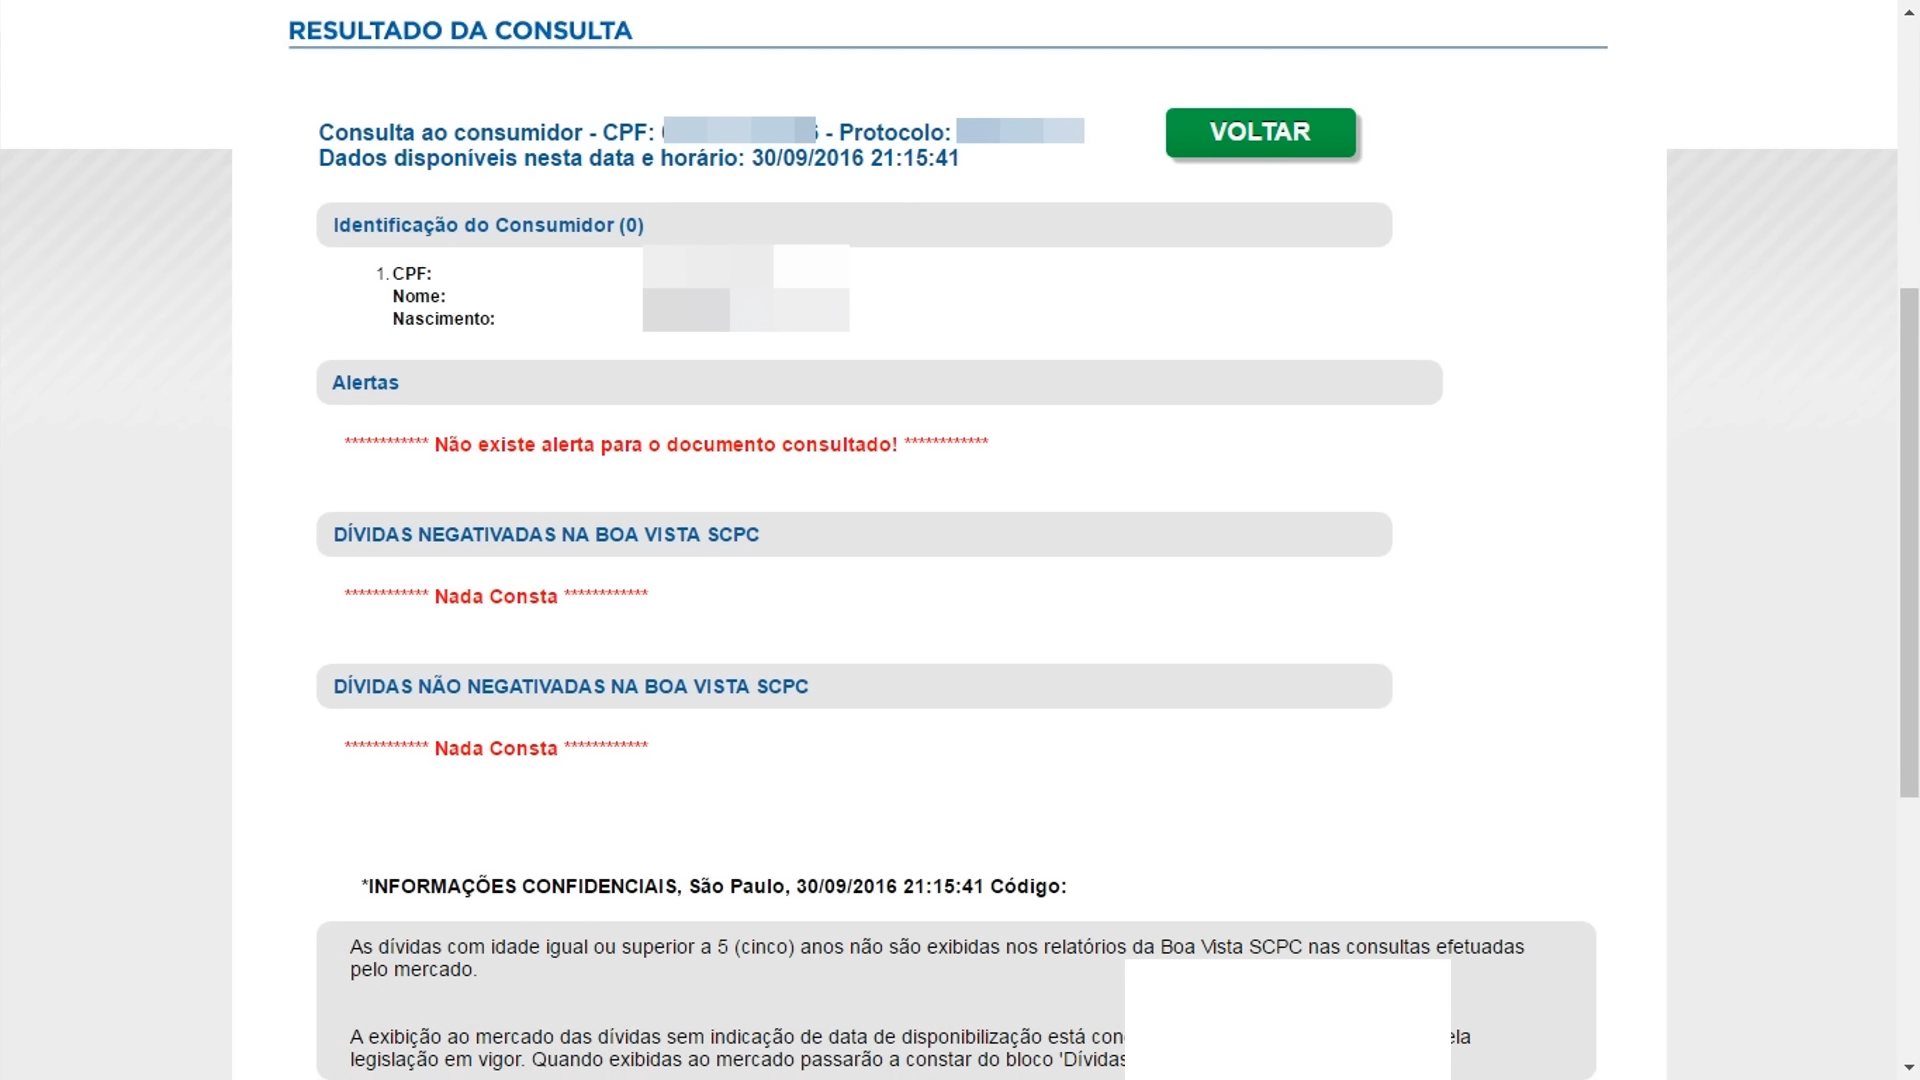 RESULTADO DA CONSULTA
Consulta ao consumidor - CPF: - Protocolo:
VOLTAR
Dados disponíveis nesta data e horário: 30/09/2016 21:15:41
Identificação do Consumidor (0)
1. CPF:
Nome:
Nascimento:
Alertas
************ Não existe alerta para o documento consultado! ************
DÍVIDAS NEGATIVADAS NA BOA VISTA SCPC
************ Nada Consta ************
DÍVIDAS NÃO NEGATIVADAS NA BOA VISTA SCPC
************ Nada Consta ************
*INFORMAÇÕES CONFIDENCIAIS, São Paulo, 30/09/2016 21:15:41 Código:
As dívidas com idade igual ou superior a 5 (cinco) anos não são exibidas nos relatórios da Boa Vista SCPC nas consultas efetuadas
pelo mercado.
A exibição ao mercado das dívidas sem indicação de data de disponibilização está
legislação em vigor. Quando exibidas ao mercado passarão a constar do bloco 'Dívidas